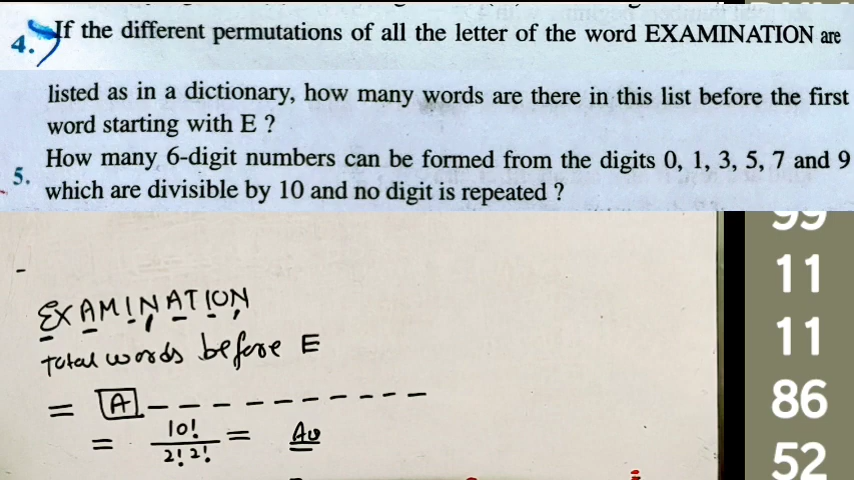 4. If the different permutations of all the letter of the word EXAMINATION are
listed as in a dictionary, how many words are there in this list before the first
word starting with E ?
5. How many 6-digit numbers can be formed from the digits 0, 1, 3, 5, 7 and 9
which are divisible by 10 and no digit is repeated ?
EXAMINATION
Total words before E
= A – – – – – – – – – –
= 10!/2! 2! =
11
11
86
52